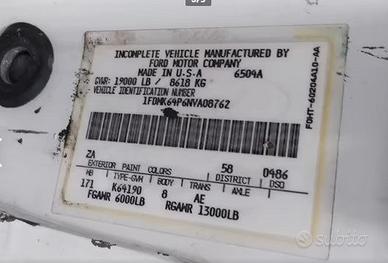 INCOMPLETE VEHICLE MANUFACTURED BY
FORD MOTOR COMPANY
MADE IN U.S.A 6504A
GVWR: 19000 LB / 8618 KG
VEHICLE IDENTIFICATION NUMBER
1FDMK64P6NVA08762
F0HT-60204A10-AA
ZA 58 0486
EXTERIOR PAINT COLORS DISTRICT DSO
WB TYPE-GVW BODY TRANS AXLE
171 K64190 8 AE
FGAWR 6000LB RGAWR 13000LB
subito